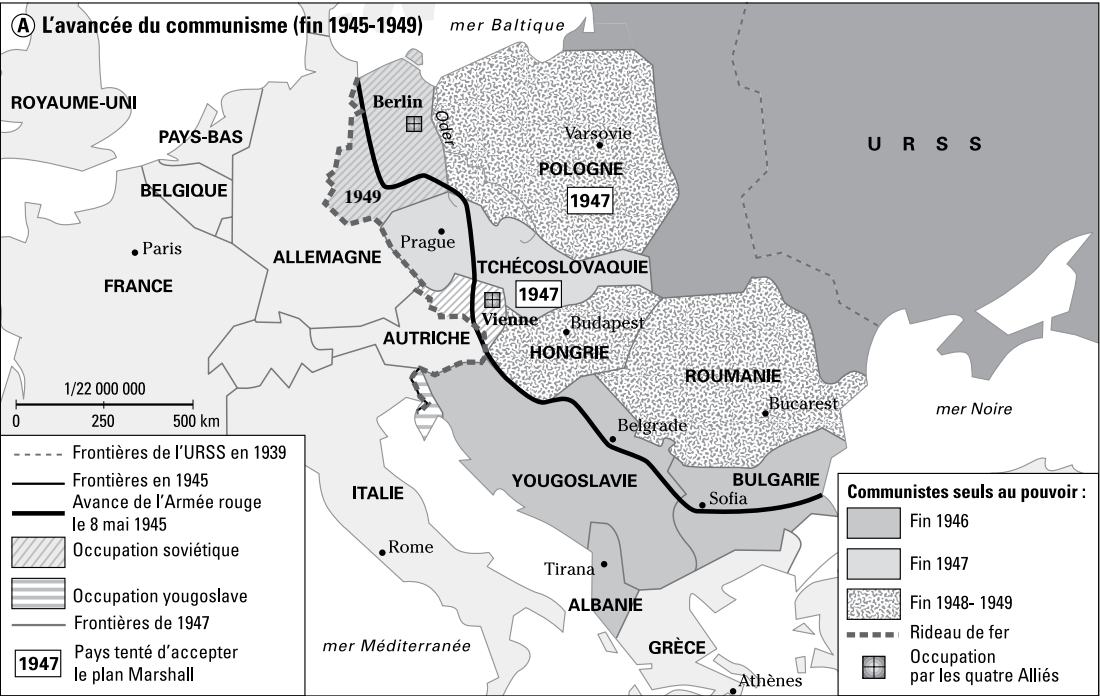 A L'avancée du communisme (fin 1945-1949)
mer Baltique
ROYAUME-UNI
PAYS-BAS
BELGIQUE
Paris
FRANCE
ALLEMAGNE
Berlin
Oder
1949
Varsovie
POLOGNE
1947
U R S S
Prague
TCHÉCOSLOVAQUIE
1947
Vienne
AUTRICHE
Budapest
HONGRIE
ROUMANIE
Bucarest
mer Noire
Belgrade
YOUGOSLAVIE
BULGARIE
Sofia
ITALIE
Rome
Tirana
ALBANIE
mer Méditerranée
GRÈCE
Athènes
1/22 000 000
0 250 500 km
Frontières de l'URSS en 1939
Frontières en 1945
Avance de l'Armée rouge
le 8 mai 1945
Occupation soviétique
Occupation yougoslave
Frontières de 1947
1947 Pays tenté d'accepter
le plan Marshall
Communistes seuls au pouvoir :
Fin 1946
Fin 1947
Fin 1948- 1949
Rideau de fer
Occupation
par les quatre Alliés